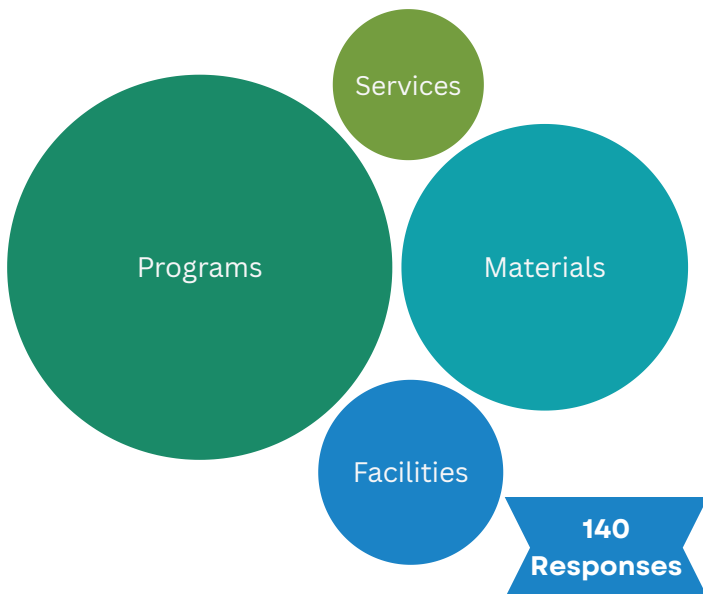 Services
Programs
Materials
Facilities
140
Responses